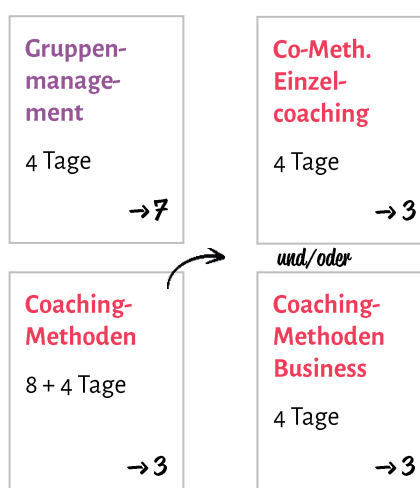 Gruppen-
manage-
ment
4 Tage
→7
Co-Meth.
Einzel-
coaching
4 Tage
→3
und/oder
Coaching-
Methoden
8 + 4 Tage
→3
Coaching-
Methoden
Business
4 Tage
→3